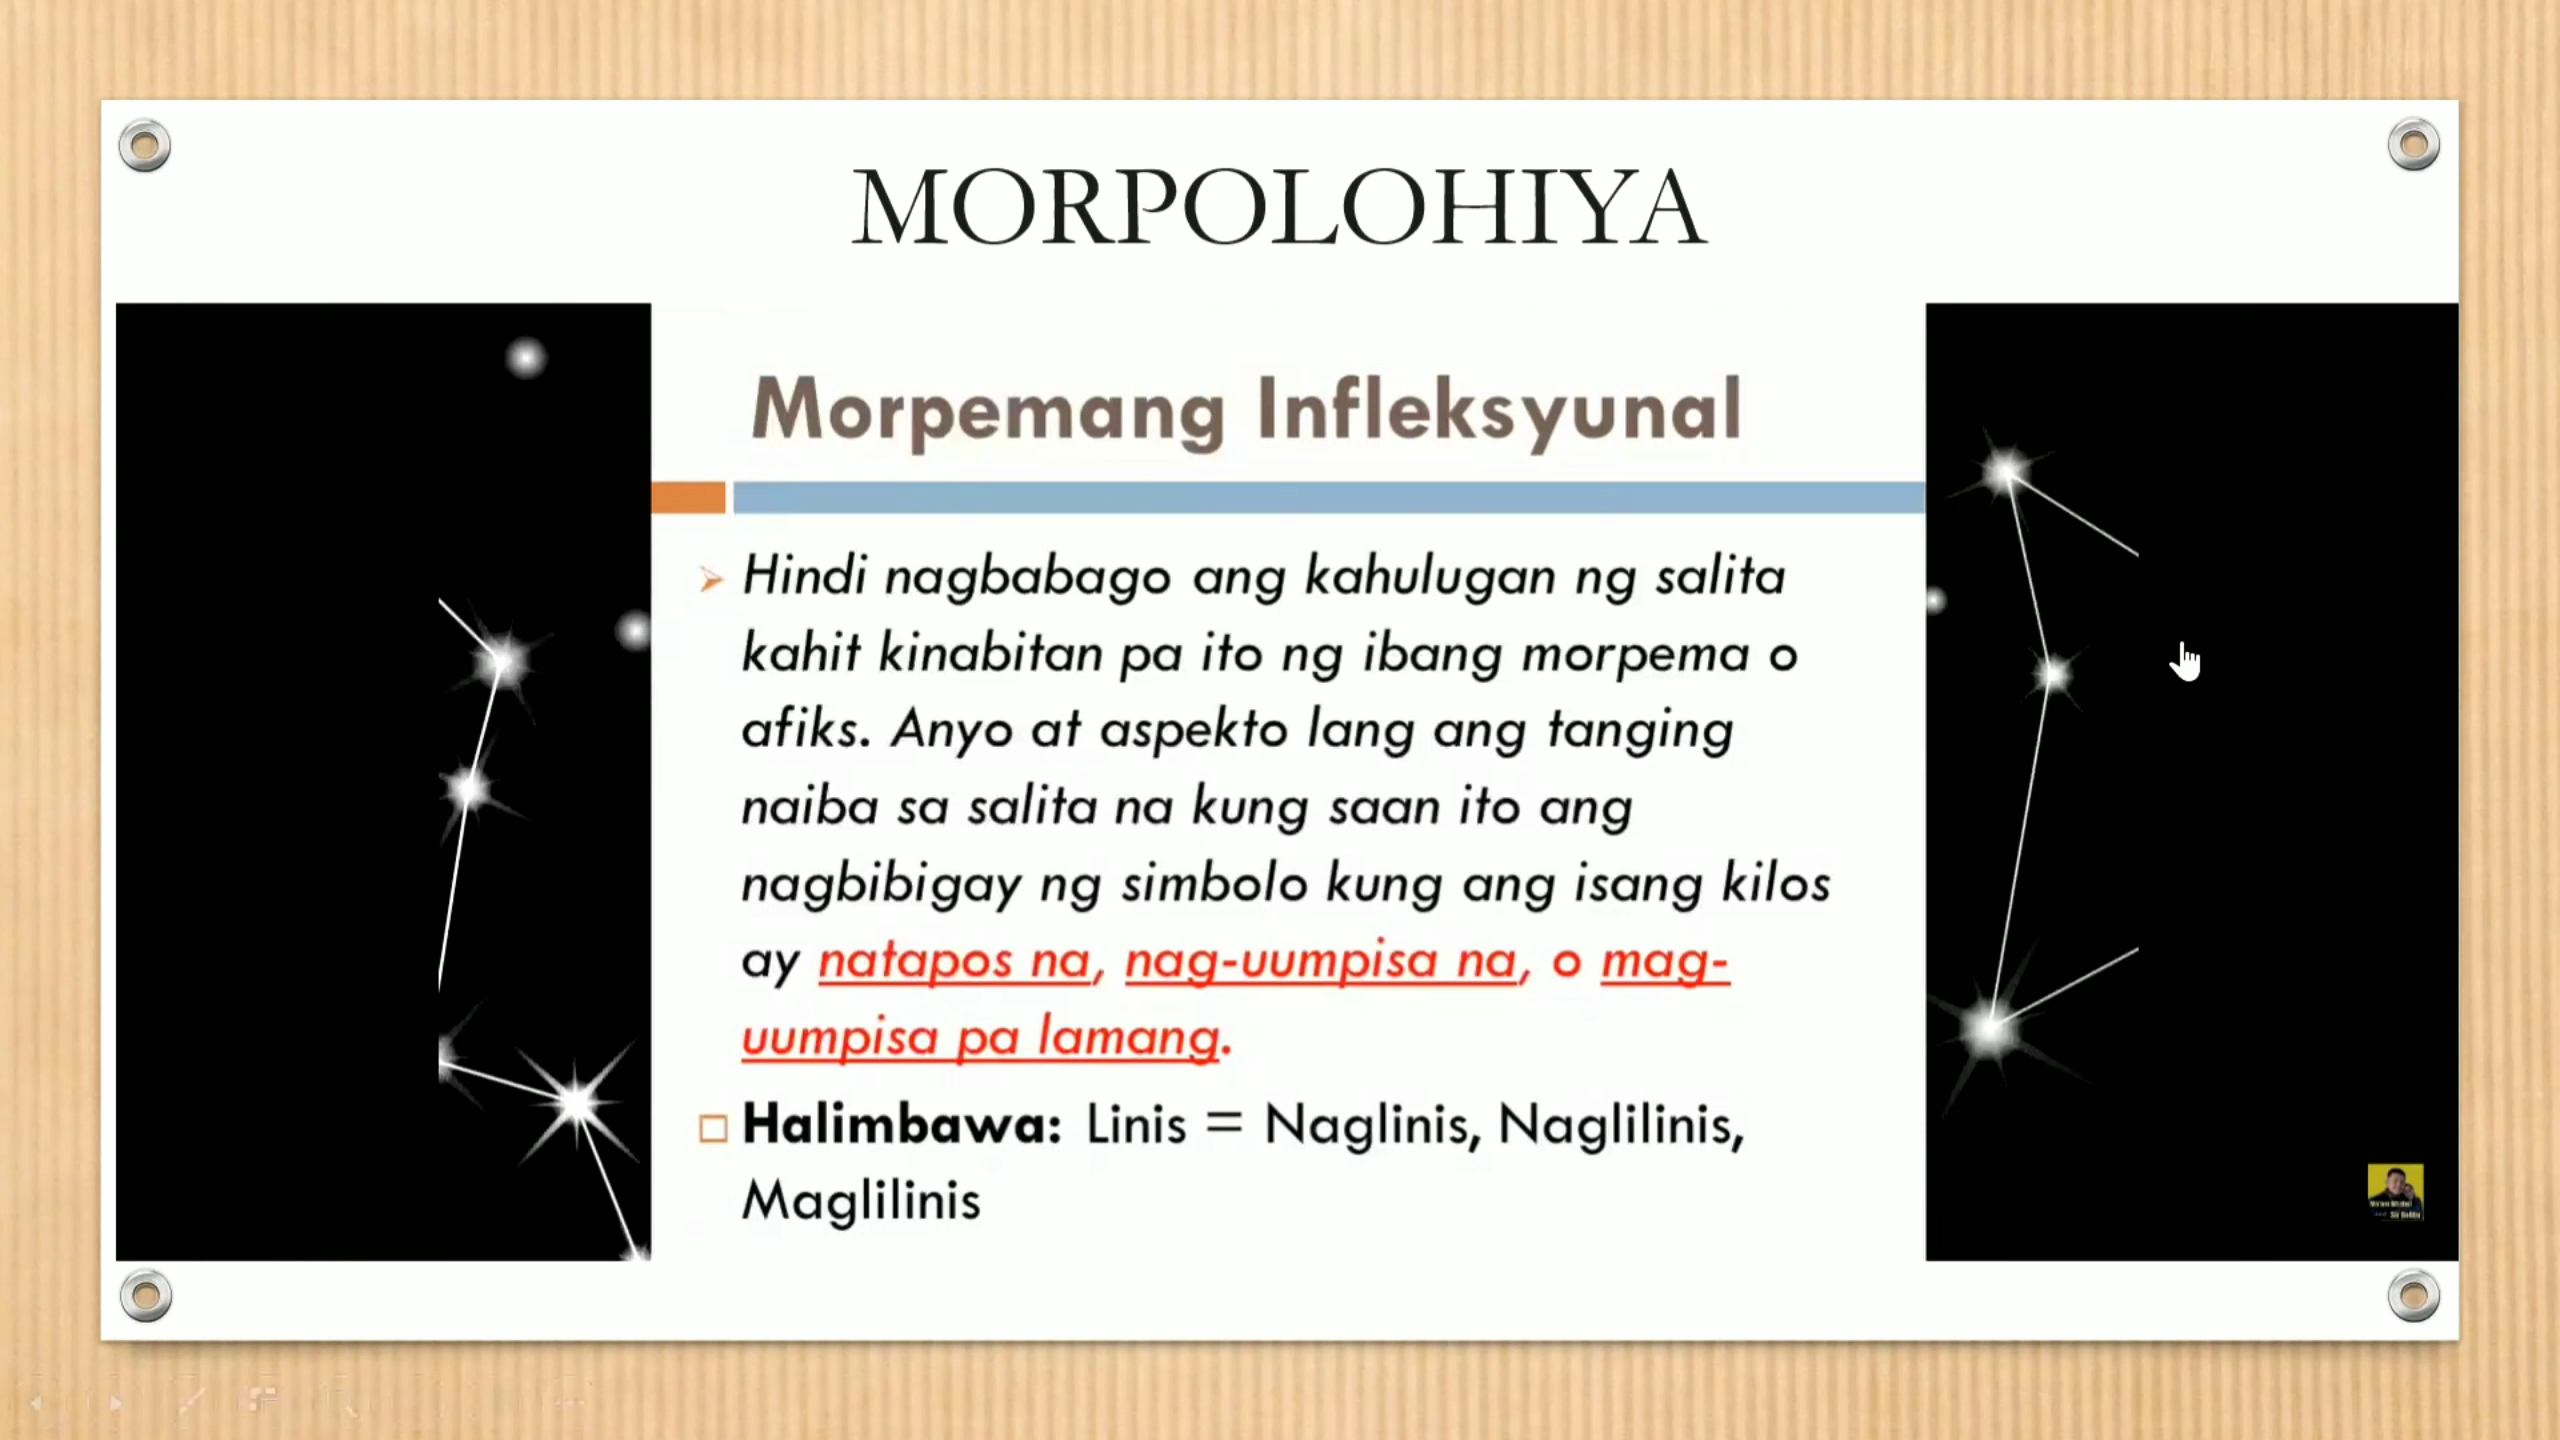 MORPOLOHIYA
Morpemang Infleksyunal
Hindi nagbabago ang kahulugan ng salita
kahit kinabitan pa ito ng ibang morpema o
afiks. Anyo at aspekto lang ang tanging
naiba sa salita na kung saan ito ang
nagbibigay ng simbolo kung ang isang kilos
ay natapos na, nag-uumpisa na, o mag-
uumpisa pa lamang.
Halimbawa: Linis = Naglinis, Naglilinis,
Maglilinis